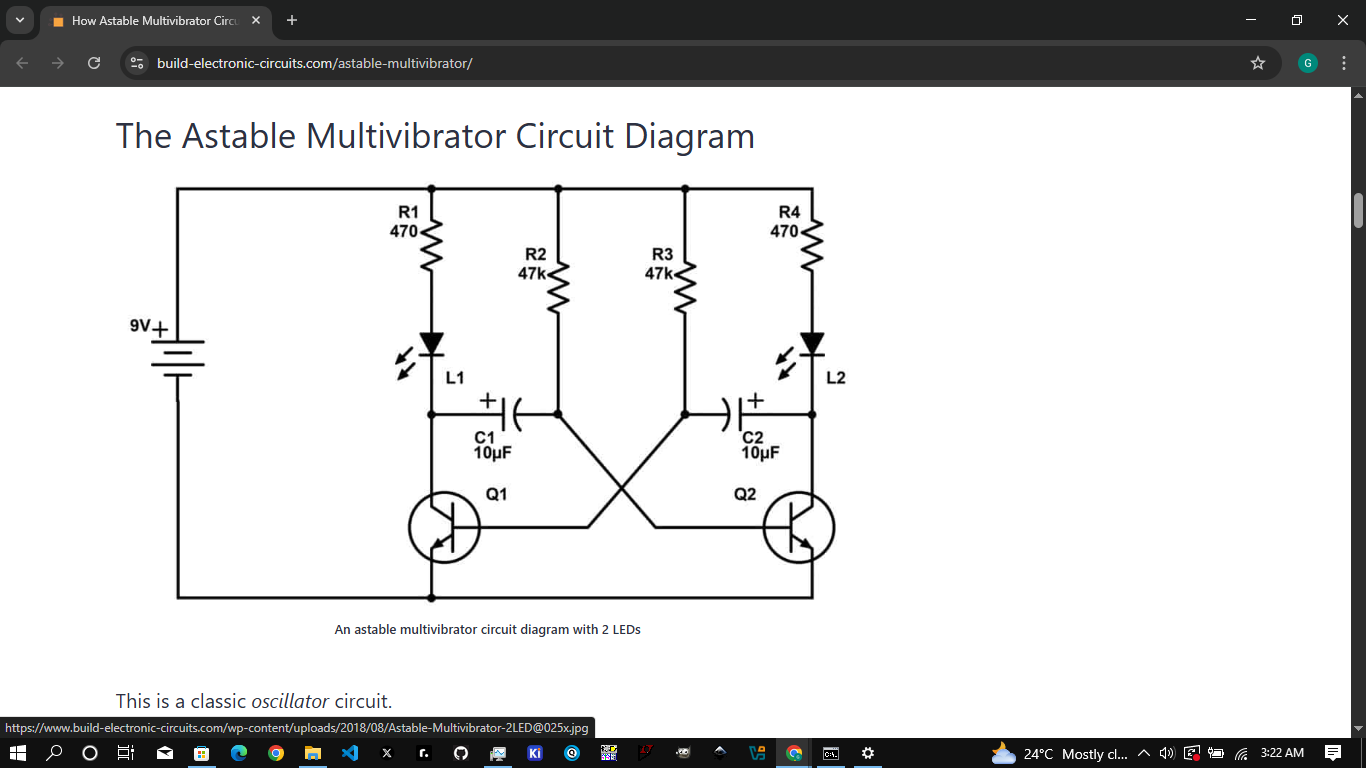 How Astable Multivibrator Circu
build-electronic-circuits.com/astable-multivibrator/
G
The Astable Multivibrator Circuit Diagram
R1
470
R2
47k
R3
47k
R4
470
9V+
L1
L2
+
C1
10µF
+
C2
10µF
Q1
Q2
An astable multivibrator circuit diagram with 2 LEDs
This is a classic oscillator circuit.
https://www.build-electronic-circuits.com/wp-content/uploads/2018/08/Astable-Multivibrator-2LED@025x.jpg
Ki
X
r.
24°C Mostly cl...
3:22 AM